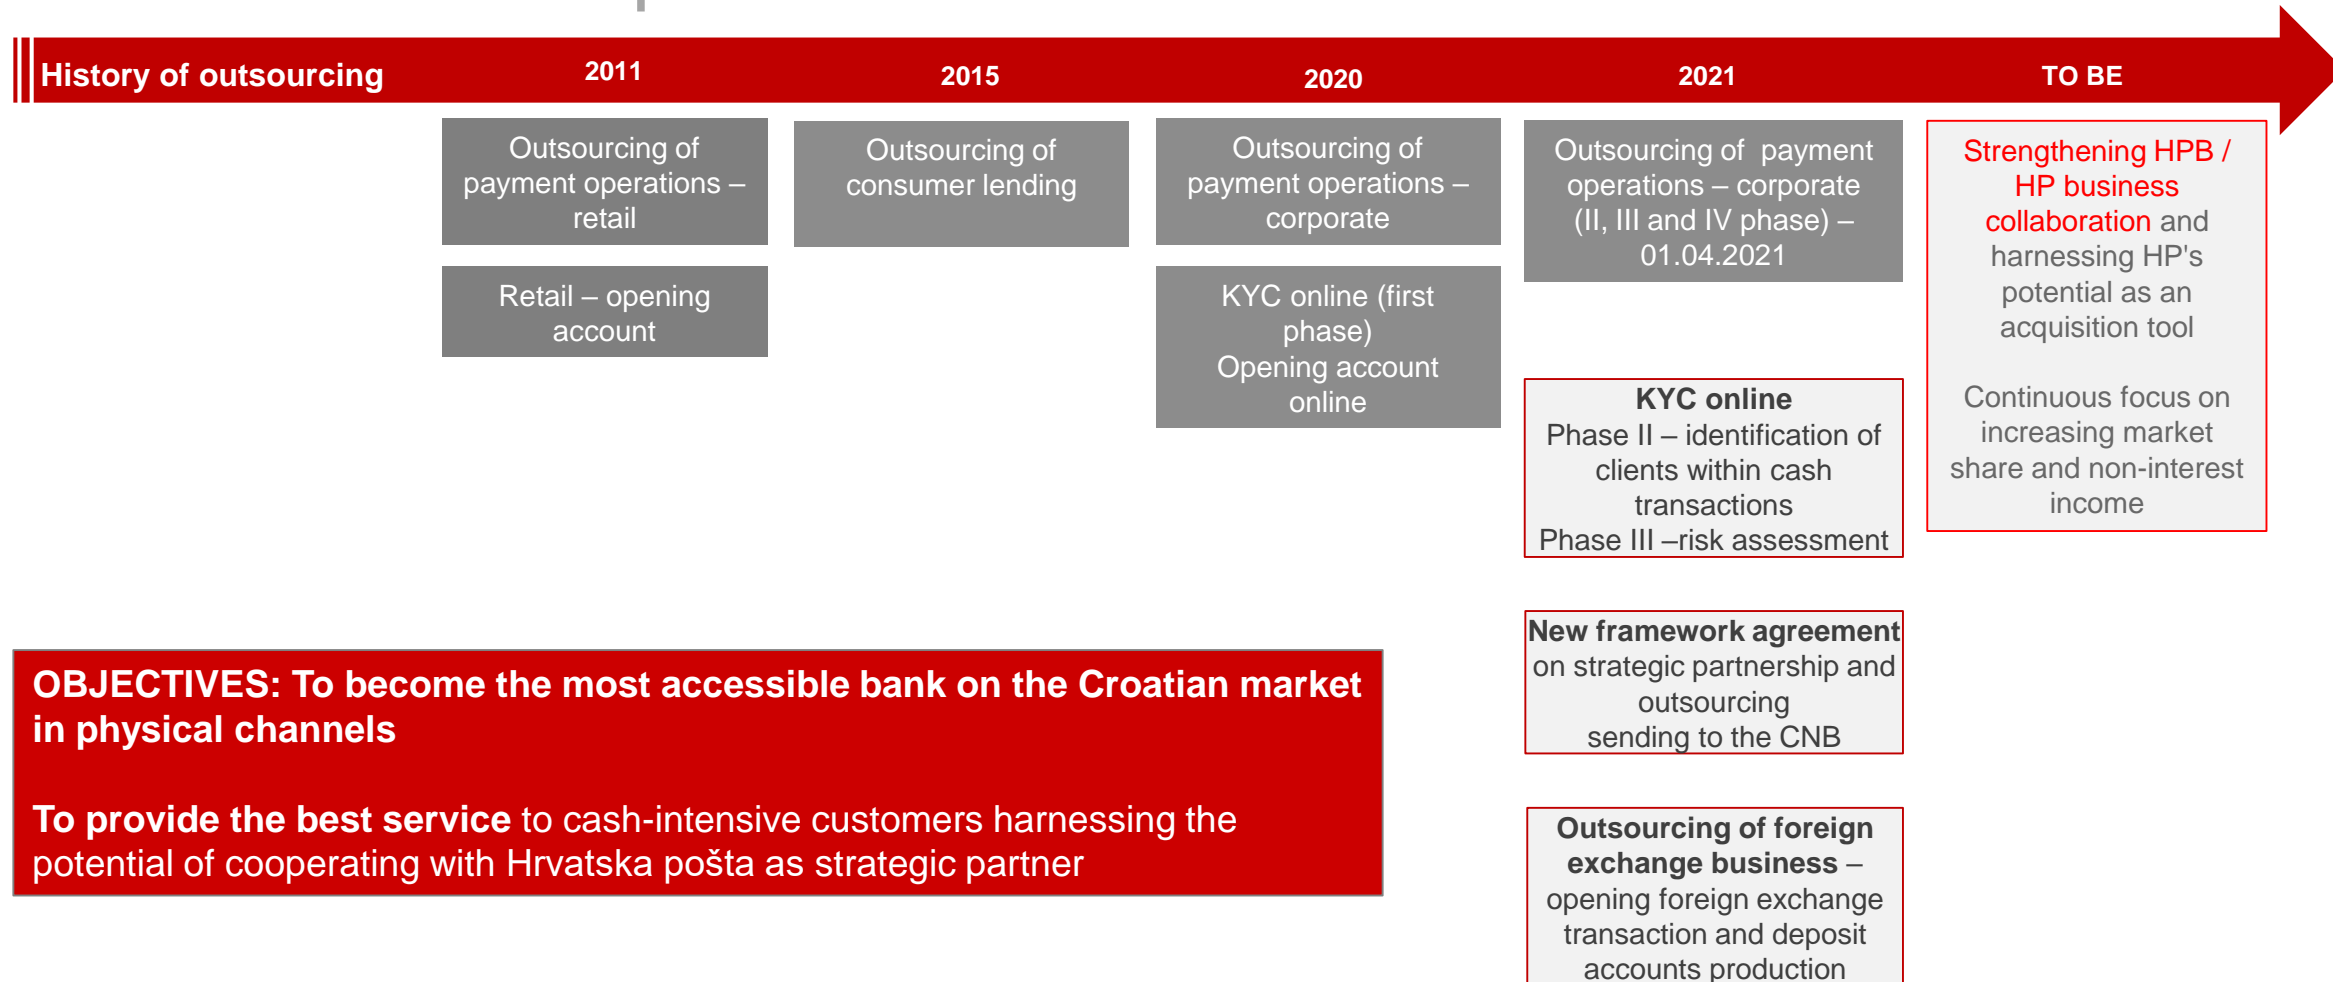 History of outsourcing
2011
2015
2020
2021
TO BE
Outsourcing of
payment operations –
retail
Retail – opening
account
Outsourcing of
consumer lending
Outsourcing of
payment operations –
corporate
KYC online (first
phase)
Opening account
online
Outsourcing of  payment
operations – corporate
(II, III and IV phase) –
01.04.2021
KYC online
Phase II – identification of
clients within cash
transactions
Phase III –risk assessment
New framework agreement
on strategic partnership and
outsourcing
sending to the CNB
Outsourcing of foreign
exchange business –
opening foreign exchange
transaction and deposit
accounts production
Strengthening HPB /
HP business
collaboration and
harnessing HP's
potential as an
acquisition tool
Continuous focus on
increasing market
share and non-interest
income
OBJECTIVES: To become the most accessible bank on the Croatian market
in physical channels
To provide the best service to cash-intensive customers harnessing the
potential of cooperating with Hrvatska pošta as strategic partner